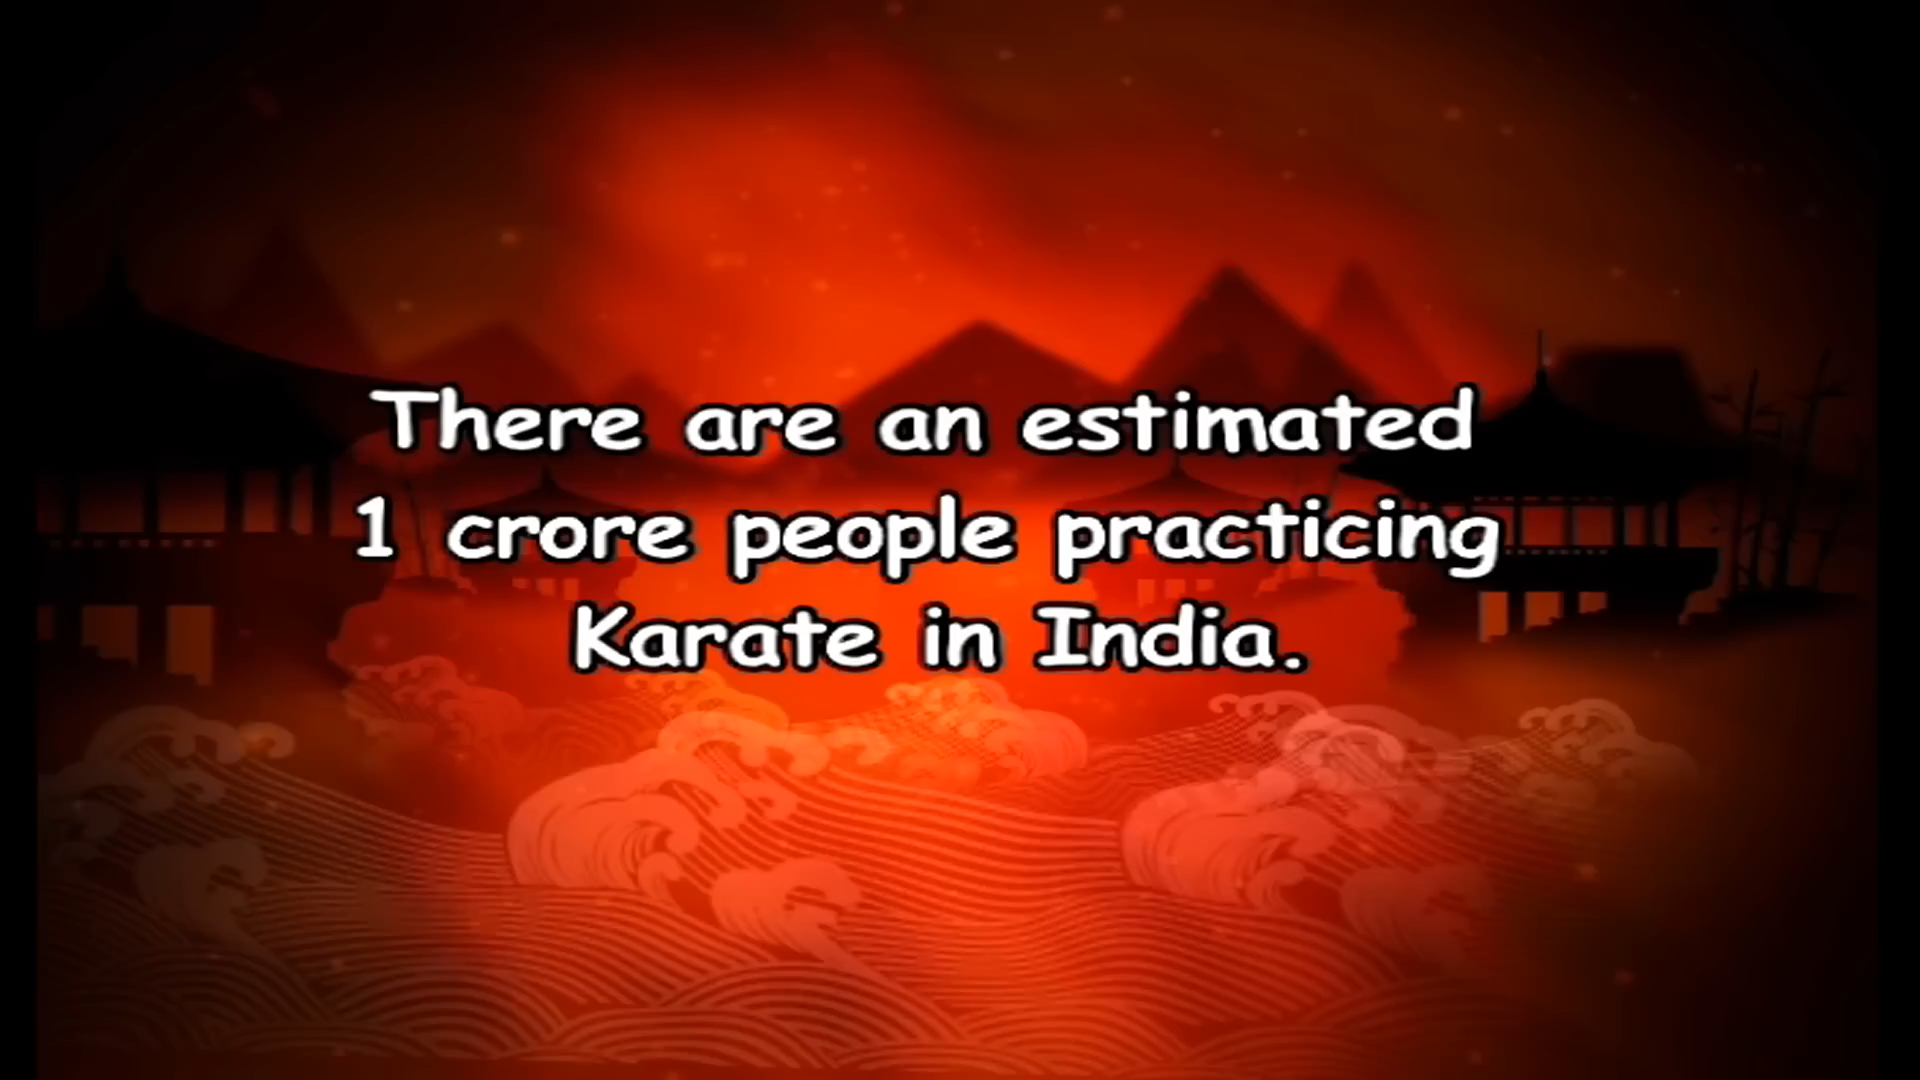 There are an estimated
1 crore people practicing
Karate in India.